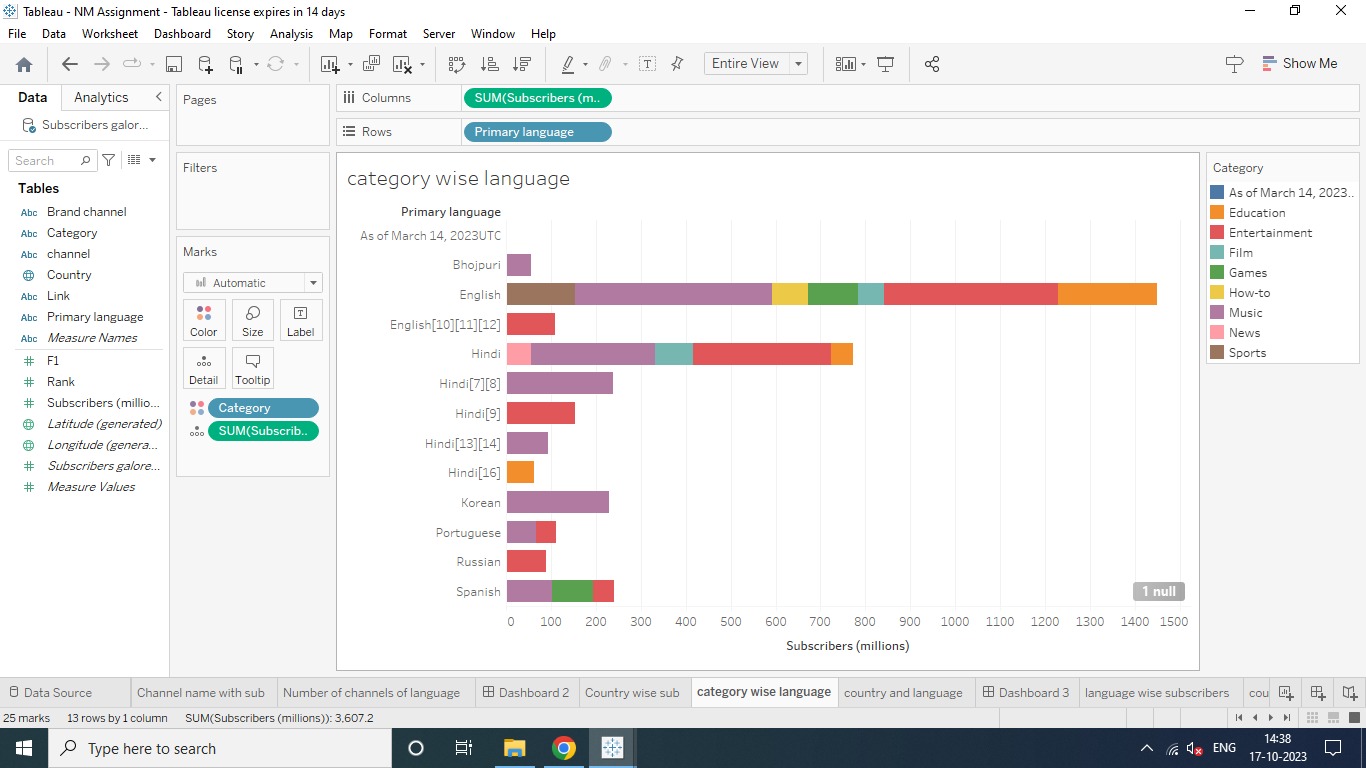 Tableau - NM Assignment - Tableau license expires in 14 days
File Data Worksheet Dashboard Story Analysis Map Format Server Window Help
Entire View
Show Me
Data Analytics
Subscribers galor...
Search
Tables
Abc Brand channel
Abc Category
Abc channel
Country
Abc Link
Abc Primary language
Abc Measure Names
F1
Rank
Subscribers (millio...
Latitude (generated)
Longitude (genera...
Subscribers galore...
Measure Values
Pages
Filters
Marks
Automatic
Color Size Label
Detail Tooltip
Category
SUM(Subscrib..
Columns SUM(Subscribers (m..
Rows Primary language
category wise language
Primary language
As of March 14, 2023UTC
Bhojpuri
English
English[10][11][12]
Hindi
Hindi[7][8]
Hindi[9]
Hindi[13][14]
Hindi[16]
Korean
Portuguese
Russian
Spanish
1 null
0 100 200 300 400 500 600 700 800 900 1000 1100 1200 1300 1400 1500
Subscribers (millions)
Category
As of March 14, 2023..
Education
Entertainment
Film
Games
How-to
Music
News
Sports
Data Source Channel name with sub Number of channels of language Dashboard 2 Country wise sub category wise language country and language Dashboard 3 language wise subscribers cou
25 marks 13 rows by 1 column SUM(Subscribers (millions)): 3,607.2
Type here to search
ENG
14:38
17-10-2023